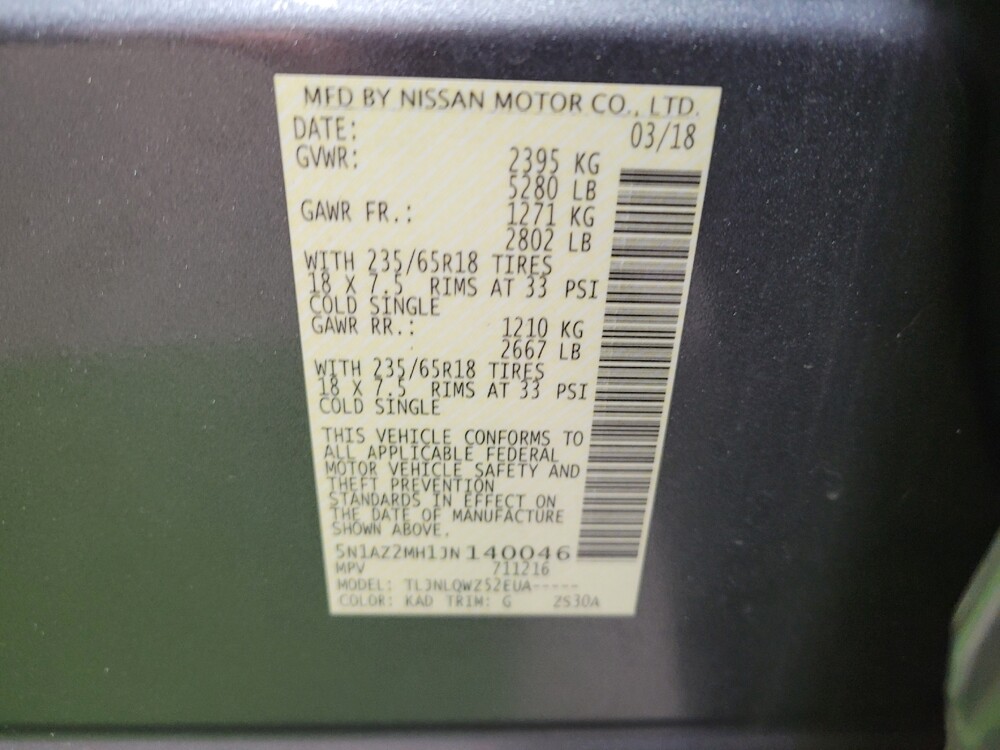 MFD BY NISSAN MOTOR CO., LTD.
DATE: 03/18
GVWR: 2395 KG
5280 LB
GAWR FR.: 1271 KG
2802 LB
WITH 235/65R18 TIRES
18 X 7.5 RIMS AT 33 PSI
COLD SINGLE
GAWR RR.: 1210 KG
2667 LB
WITH 235/65R18 TIRES
18 X 7.5 RIMS AT 33 PSI
COLD SINGLE
THIS VEHICLE CONFORMS TO
ALL APPLICABLE FEDERAL
MOTOR VEHICLE SAFETY AND
THEFT PREVENTION
STANDARDS IN EFFECT ON
THE DATE OF MANUFACTURE
SHOWN ABOVE.
5N1AZ2MH1JN140046
MPV 711216
MODEL: TLJNLQWZ52EUA-----
COLOR: KAD TRIM: G ZS30A